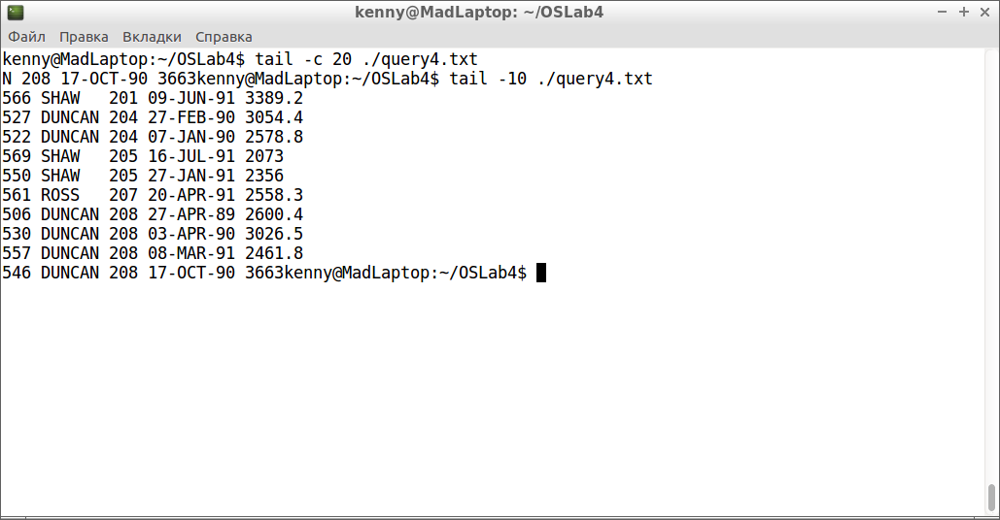 kenny@MadLaptop: ~/OSLab4
Файл Правка Вкладки Справка
kenny@MadLaptop:~/OSLab4$ tail -c 20 ./query4.txt
N 208 17-OCT-90 3663kenny@MadLaptop:~/OSLab4$ tail -10 ./query4.txt
566 SHAW   201 09-JUN-91 3389.2
527 DUNCAN 204 27-FEB-90 3054.4
522 DUNCAN 204 07-JAN-90 2578.8
569 SHAW   205 16-JUL-91 2073
550 SHAW   205 27-JAN-91 2356
561 ROSS   207 20-APR-91 2558.3
506 DUNCAN 208 27-APR-89 2600.4
530 DUNCAN 208 03-APR-90 3026.5
557 DUNCAN 208 08-MAR-91 2461.8
546 DUNCAN 208 17-OCT-90 3663kenny@MadLaptop:~/OSLab4$